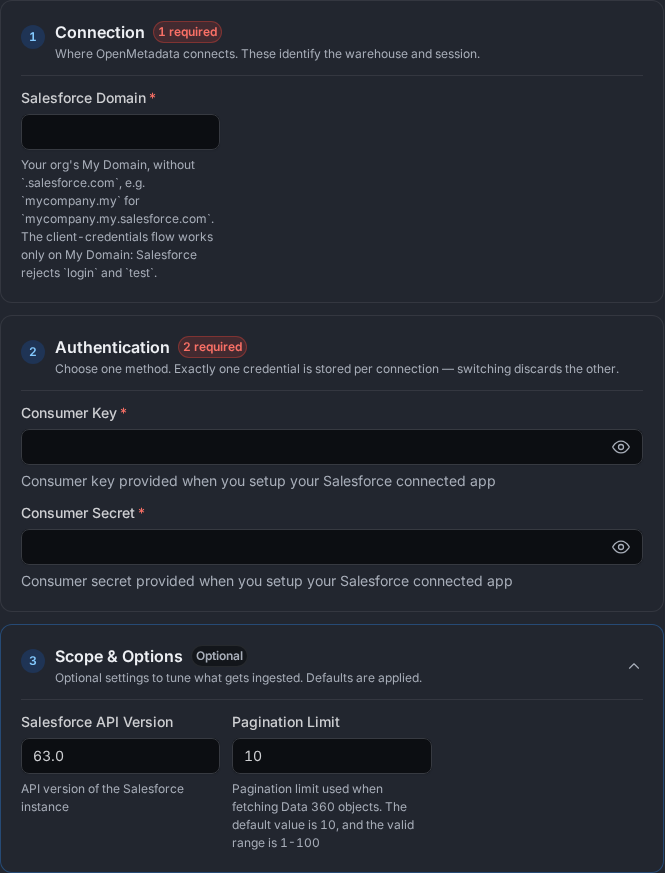 1
Connection
1 required
Where OpenMetadata connects. These identify the warehouse and session.
Salesforce Domain *
Your org's My Domain, without
`.salesforce.com`, e.g.
`mycompany.my` for
`mycompany.my.salesforce.com`.
The client-credentials flow works
only on My Domain: Salesforce
rejects `login` and `test`.
2
Authentication
2 required
Choose one method. Exactly one credential is stored per connection — switching discards the other.
Consumer Key *
Consumer key provided when you setup your Salesforce connected app
Consumer Secret *
Consumer secret provided when you setup your Salesforce connected app
3
Scope & Options
Optional
Optional settings to tune what gets ingested. Defaults are applied.
Salesforce API Version
63.0
API version of the Salesforce
instance
Pagination Limit
10
Pagination limit used when
fetching Data 360 objects. The
default value is 10, and the valid
range is 1-100